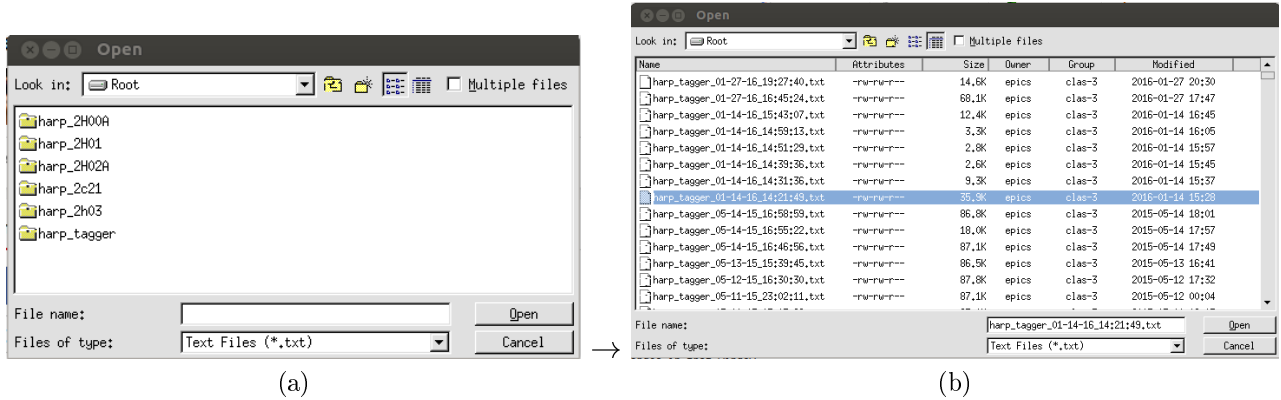 Open
Look in: Root Multiple files
harp_2H00A
harp_2H01
harp_2H02A
harp_2c21
harp_2h03
harp_tagger
File name: Open
Files of type: Text Files (*.txt) Cancel
(a)
→
Open
Look in: Root Multiple files
Name Attributes Size Owner Group Modified
harp_tagger_01-27-16_19:27:40.txt -rw-rw-r-- 14.6K epics clas-3 2016-01-27 20:30
harp_tagger_01-27-16_16:45:24.txt -rw-rw-r-- 68.1K epics clas-3 2016-01-27 17:47
harp_tagger_01-14-16_15:43:07.txt -rw-rw-r-- 12.4K epics clas-3 2016-01-14 16:45
harp_tagger_01-14-16_14:59:13.txt -rw-rw-r-- 3.3K epics clas-3 2016-01-14 16:05
harp_tagger_01-14-16_14:51:29.txt -rw-rw-r-- 2.8K epics clas-3 2016-01-14 15:57
harp_tagger_01-14-16_14:39:36.txt -rw-rw-r-- 2.6K epics clas-3 2016-01-14 15:45
harp_tagger_01-14-16_14:31:36.txt -rw-rw-r-- 9.3K epics clas-3 2016-01-14 15:37
harp_tagger_01-14-16_14:21:49.txt -rw-rw-r-- 35.9K epics clas-3 2016-01-14 15:28
harp_tagger_05-14-15_16:58:59.txt -rw-rw-r-- 86.8K epics clas-3 2015-05-14 18:01
harp_tagger_05-14-15_16:55:22.txt -rw-rw-r-- 18.0K epics clas-3 2015-05-14 17:57
harp_tagger_05-14-15_16:46:56.txt -rw-rw-r-- 87.1K epics clas-3 2015-05-14 17:49
harp_tagger_05-13-15_15:39:45.txt -rw-rw-r-- 86.5K epics clas-3 2015-05-13 16:41
harp_tagger_05-12-15_16:30:30.txt -rw-rw-r-- 87.8K epics clas-3 2015-05-12 17:32
harp_tagger_05-11-15_23:02:11.txt -rw-rw-r-- 87.1K epics clas-3 2015-05-12 00:04
File name: harp_tagger_01-14-16_14:21:49.txt Open
Files of type: Text Files (*.txt) Cancel
(b)